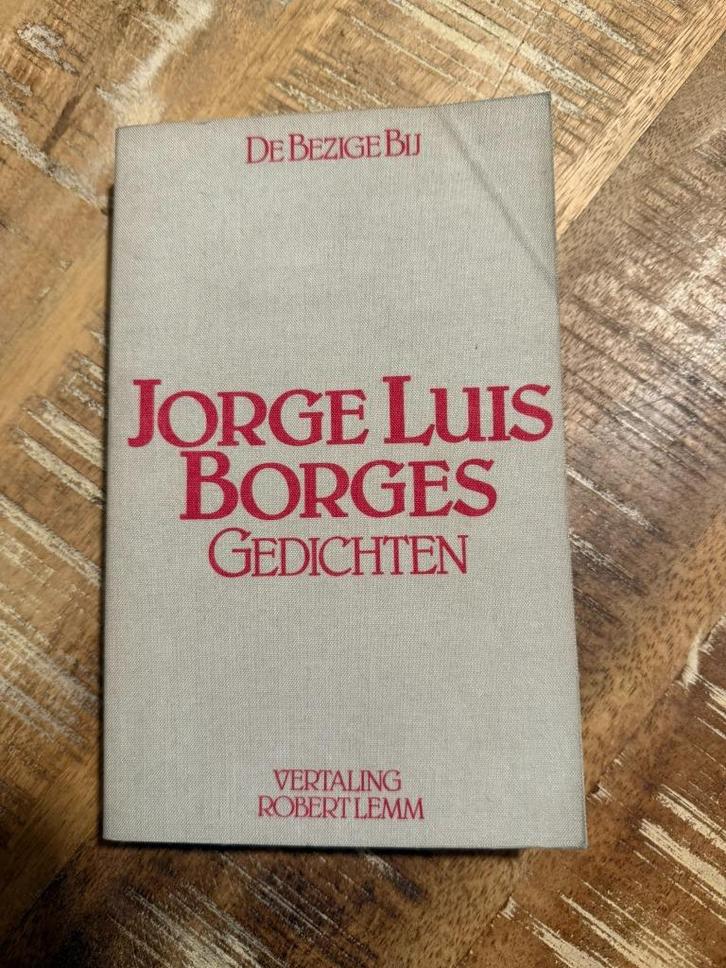 De Bezige Bij
Jorge Luis
Borges
Gedichten
Vertaling
Robert Lemm